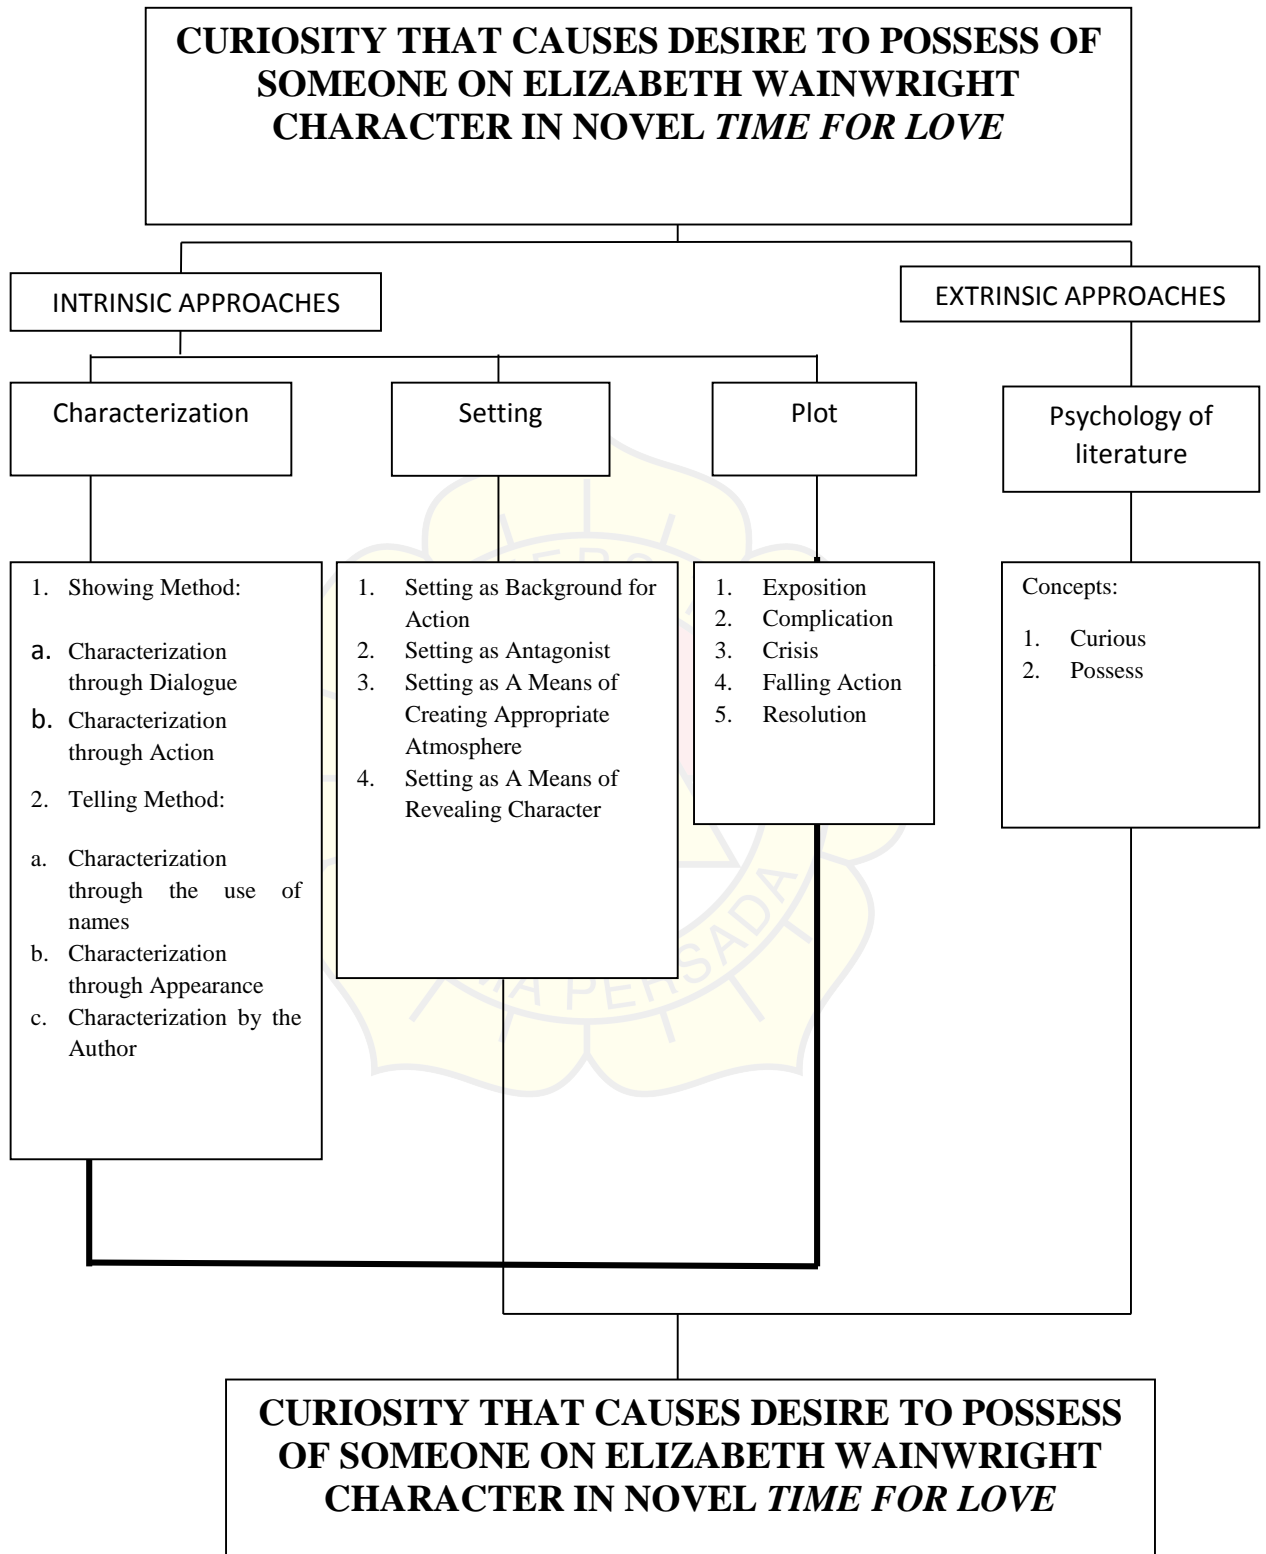 CURIOSITY THAT CAUSES DESIRE TO POSSESS OF
SOMEONE ON ELIZABETH WAINWRIGHT
CHARACTER IN NOVEL TIME FOR LOVE
INTRINSIC APPROACHES
EXTRINSIC APPROACHES
Characterization
Setting
Plot
Psychology of
literature
1. Showing Method:
a. Characterization
through Dialogue
b. Characterization
through Action
2. Telling Method:
a. Characterization
through the use of
names
b. Characterization
through Appearance
c. Characterization by the
Author
1. Setting as Background for
Action
2. Setting as Antagonist
3. Setting as A Means of
Creating Appropriate
Atmosphere
4. Setting as A Means of
Revealing Character
1. Exposition
2. Complication
3. Crisis
4. Falling Action
5. Resolution
Concepts:
1. Curious
2. Possess
PERSADA
CURIOSITY THAT CAUSES DESIRE TO POSSESS
OF SOMEONE ON ELIZABETH WAINWRIGHT
CHARACTER IN NOVEL TIME FOR LOVE